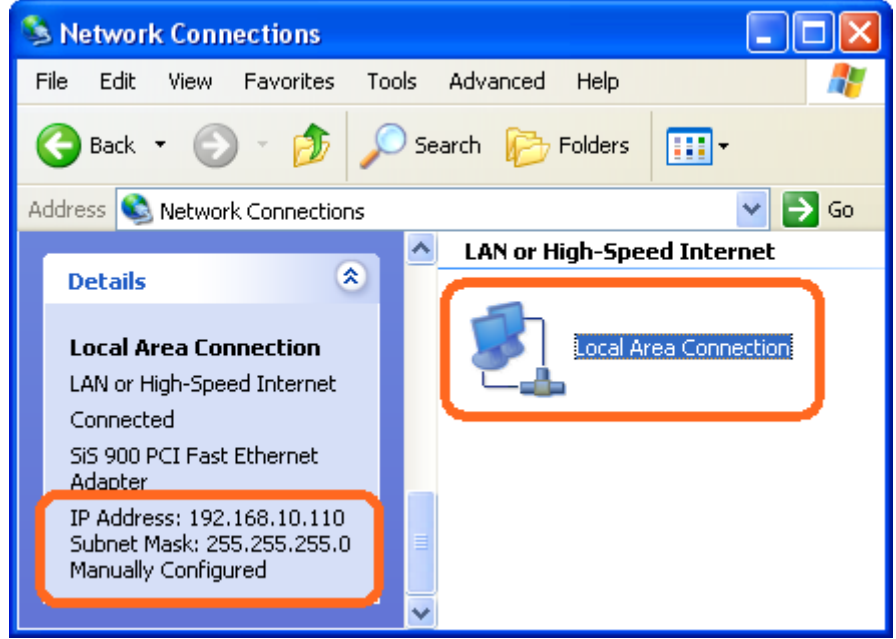 Network Connections
File Edit View Favorites Tools Advanced Help
Back Search Folders
Address Network Connections Go
Details
Local Area Connection
LAN or High-Speed Internet
Connected
SiS 900 PCI Fast Ethernet
Adapter
IP Address: 192.168.10.110
Subnet Mask: 255.255.255.0
Manually Configured
LAN or High-Speed Internet
Local Area Connection